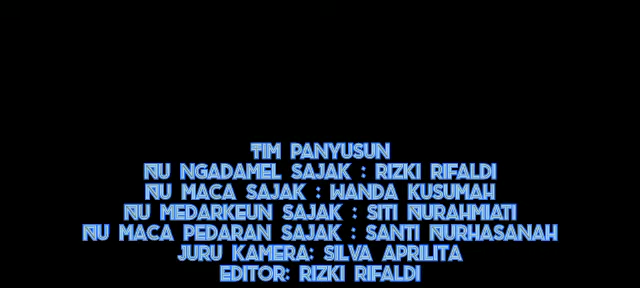 TIM PANYUSUN
NU NGADAMEL SAJAK : RIZKI RIFALDI
NU MACA SAJAK : WANDA KUSUMAH
NU MEDARKEUN SAJAK : SITI NURAHMIATI
NU MACA PEDARAN SAJAK : SANTI NURHASANAH
JURU KAMERA: SILVA APRILITA
EDITOR: RIZKI RIFALDI